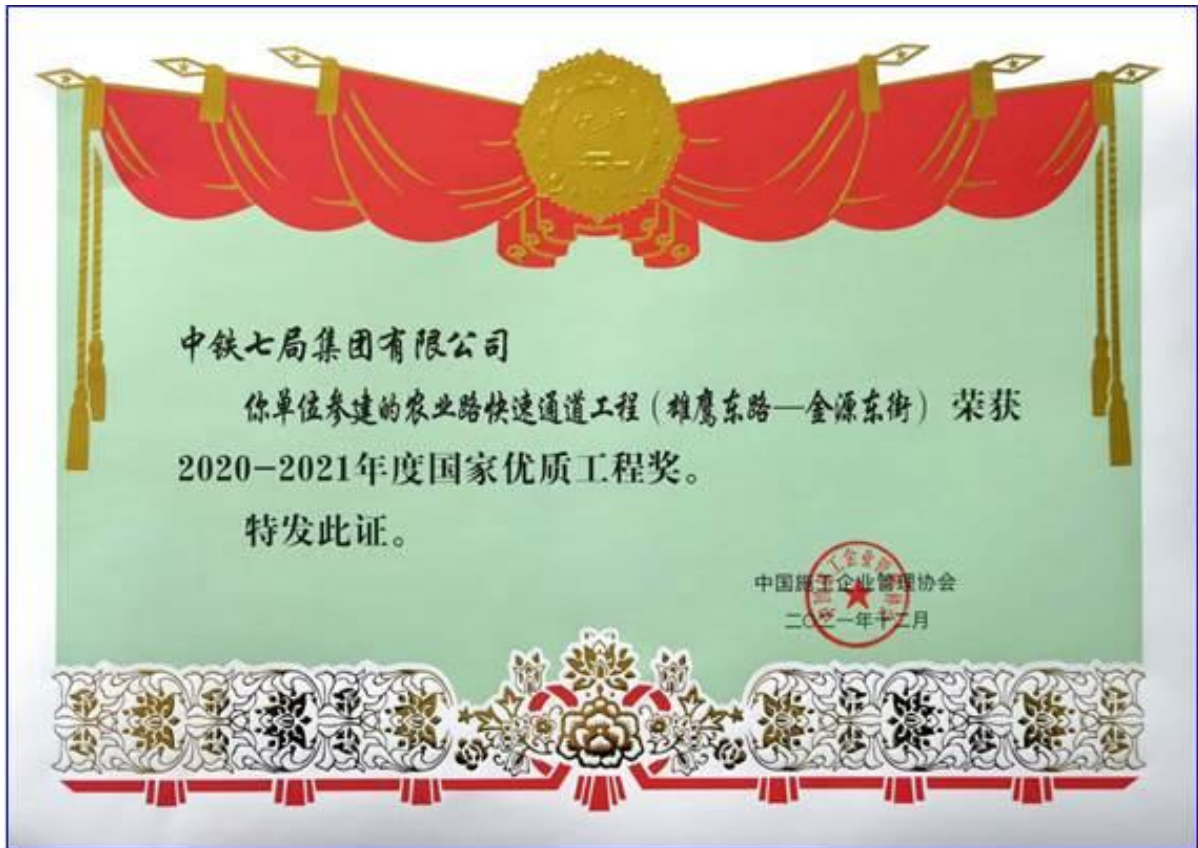 中铁七局集团有限公司
你单位参建的农业路快速通道工程（雄鹰东路—金源东街）荣获
2020-2021年度国家优质工程奖。
特发此证。
中国施工企业管理协会
二〇二一年十二月